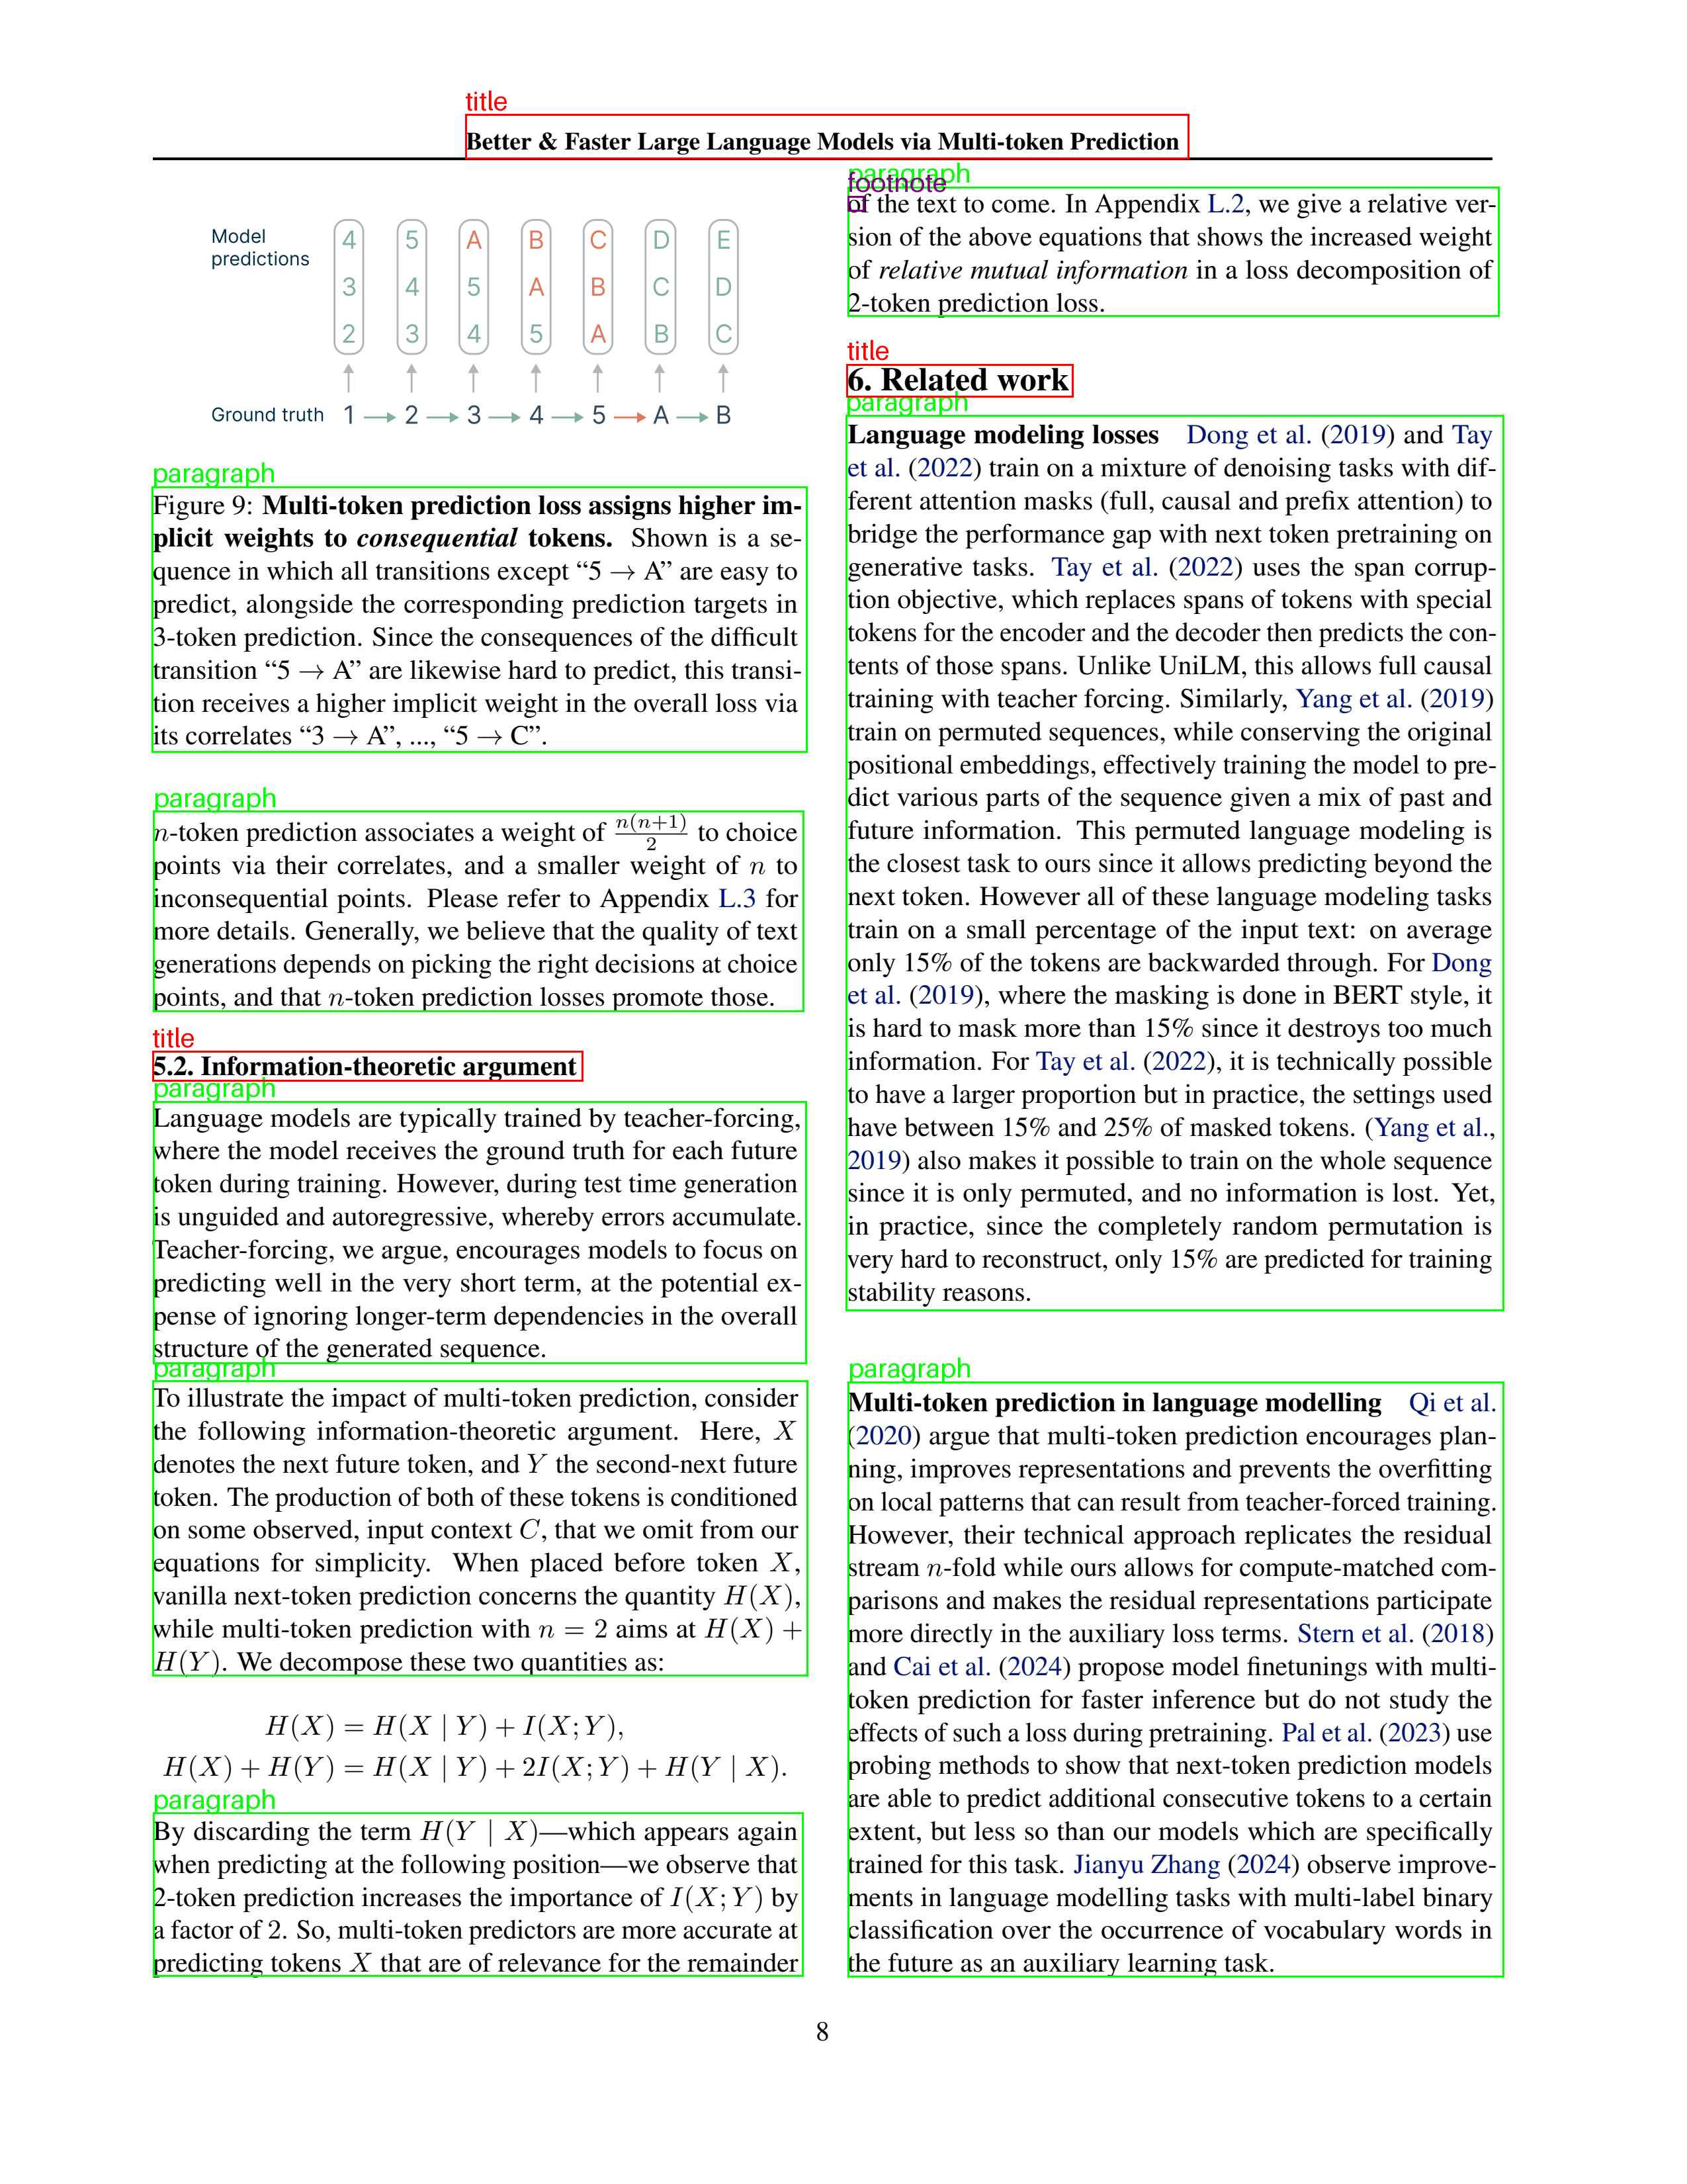 title
Better & Faster Large Language Models via Multi-token Prediction
Model
predictions
4 5 A B C D E
3 4 5 A B C D
2 3 4 5 A B C
Ground truth 1 → 2 → 3 → 4 → 5 → A → B
paragraph
Figure 9: Multi-token prediction loss assigns higher im-
plicit weights to consequential tokens. Shown is a se-
quence in which all transitions except “5 → A” are easy to
predict, alongside the corresponding prediction targets in
3-token prediction. Since the consequences of the difficult
transition “5 → A” are likewise hard to predict, this transi-
tion receives a higher implicit weight in the overall loss via
its correlates “3 → A”, ..., “5 → C”.
paragraph
n-token prediction associates a weight of n(n+1)/2 to choice
points via their correlates, and a smaller weight of n to
inconsequential points. Please refer to Appendix L.3 for
more details. Generally, we believe that the quality of text
generations depends on picking the right decisions at choice
points, and that n-token prediction losses promote those.
title
5.2. Information-theoretic argument
paragraph
Language models are typically trained by teacher-forcing,
where the model receives the ground truth for each future
token during training. However, during test time generation
is unguided and autoregressive, whereby errors accumulate.
Teacher-forcing, we argue, encourages models to focus on
predicting well in the very short term, at the potential ex-
pense of ignoring longer-term dependencies in the overall
structure of the generated sequence.
paragraph
To illustrate the impact of multi-token prediction, consider
the following information-theoretic argument. Here, X
denotes the next future token, and Y the second-next future
token. The production of both of these tokens is conditioned
on some observed, input context C, that we omit from our
equations for simplicity. When placed before token X,
vanilla next-token prediction concerns the quantity H(X),
while multi-token prediction with n = 2 aims at H(X) +
H(Y). We decompose these two quantities as:
H(X) = H(X | Y) + I(X; Y),
H(X) + H(Y) = H(X | Y) + 2I(X; Y) + H(Y | X).
paragraph
By discarding the term H(Y | X)—which appears again
when predicting at the following position—we observe that
2-token prediction increases the importance of I(X; Y) by
a factor of 2. So, multi-token predictors are more accurate at
predicting tokens X that are of relevance for the remainder
paragraph
footnote
of the text to come. In Appendix L.2, we give a relative ver-
sion of the above equations that shows the increased weight
of relative mutual information in a loss decomposition of
2-token prediction loss.
title
6. Related work
paragraph
Language modeling losses Dong et al. (2019) and Tay
et al. (2022) train on a mixture of denoising tasks with dif-
ferent attention masks (full, causal and prefix attention) to
bridge the performance gap with next token pretraining on
generative tasks. Tay et al. (2022) uses the span corrup-
tion objective, which replaces spans of tokens with special
tokens for the encoder and the decoder then predicts the con-
tents of those spans. Unlike UniLM, this allows full causal
training with teacher forcing. Similarly, Yang et al. (2019)
train on permuted sequences, while conserving the original
positional embeddings, effectively training the model to pre-
dict various parts of the sequence given a mix of past and
future information. This permuted language modeling is
the closest task to ours since it allows predicting beyond the
next token. However all of these language modeling tasks
train on a small percentage of the input text: on average
only 15% of the tokens are backwarded through. For Dong
et al. (2019), where the masking is done in BERT style, it
is hard to mask more than 15% since it destroys too much
information. For Tay et al. (2022), it is technically possible
to have a larger proportion but in practice, the settings used
have between 15% and 25% of masked tokens. (Yang et al.,
2019) also makes it possible to train on the whole sequence
since it is only permuted, and no information is lost. Yet,
in practice, since the completely random permutation is
very hard to reconstruct, only 15% are predicted for training
stability reasons.
paragraph
Multi-token prediction in language modelling Qi et al.
(2020) argue that multi-token prediction encourages plan-
ning, improves representations and prevents the overfitting
on local patterns that can result from teacher-forced training.
However, their technical approach replicates the residual
stream n-fold while ours allows for compute-matched com-
parisons and makes the residual representations participate
more directly in the auxiliary loss terms. Stern et al. (2018)
and Cai et al. (2024) propose model finetunings with multi-
token prediction for faster inference but do not study the
effects of such a loss during pretraining. Pal et al. (2023) use
probing methods to show that next-token prediction models
are able to predict additional consecutive tokens to a certain
extent, but less so than our models which are specifically
trained for this task. Jianyu Zhang (2024) observe improve-
ments in language modelling tasks with multi-label binary
classification over the occurrence of vocabulary words in
the future as an auxiliary learning task.
8